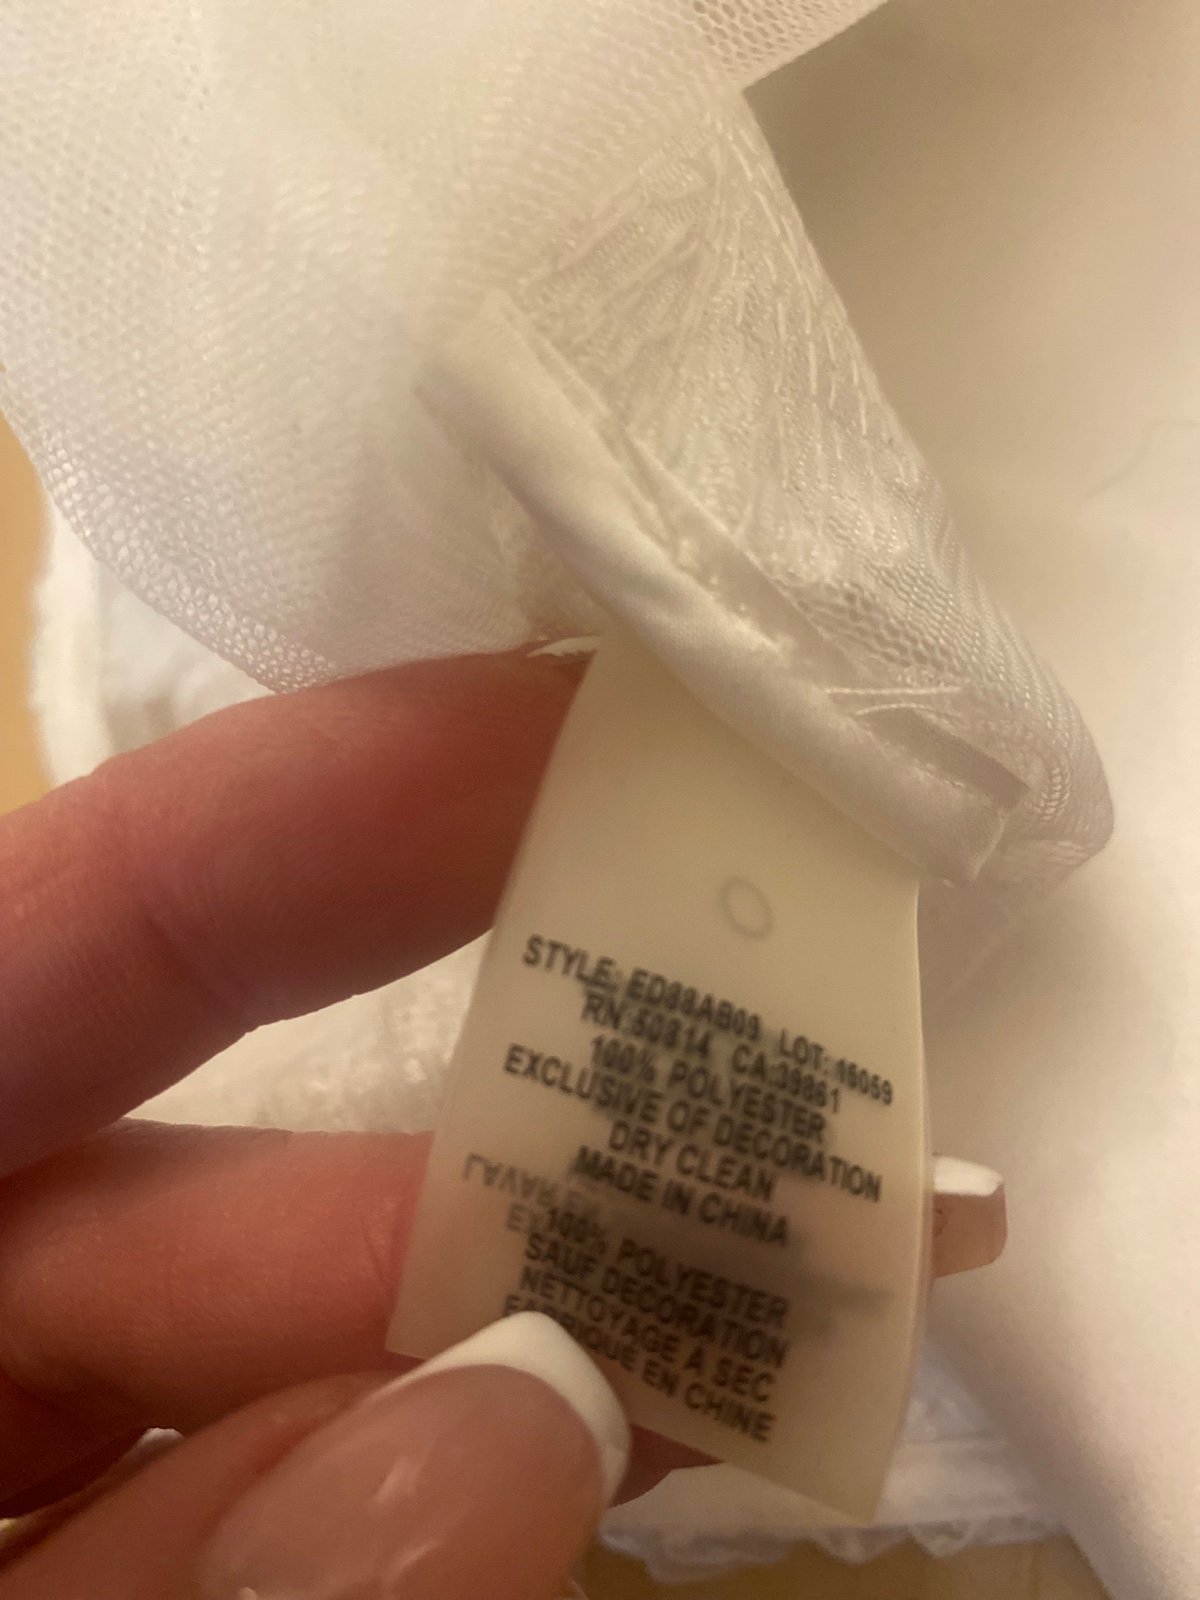 STYLE: ED88AB09 LOT: 15059
RN:50814 CA:39861
100% POLYESTER
EXCLUSIVE OF DECORATION
DRY CLEAN
MADE IN CHINA
100% POLYESTER
SAUF DECORATION
NETTOYAGE A SEC
FABRIQUE EN CHINE